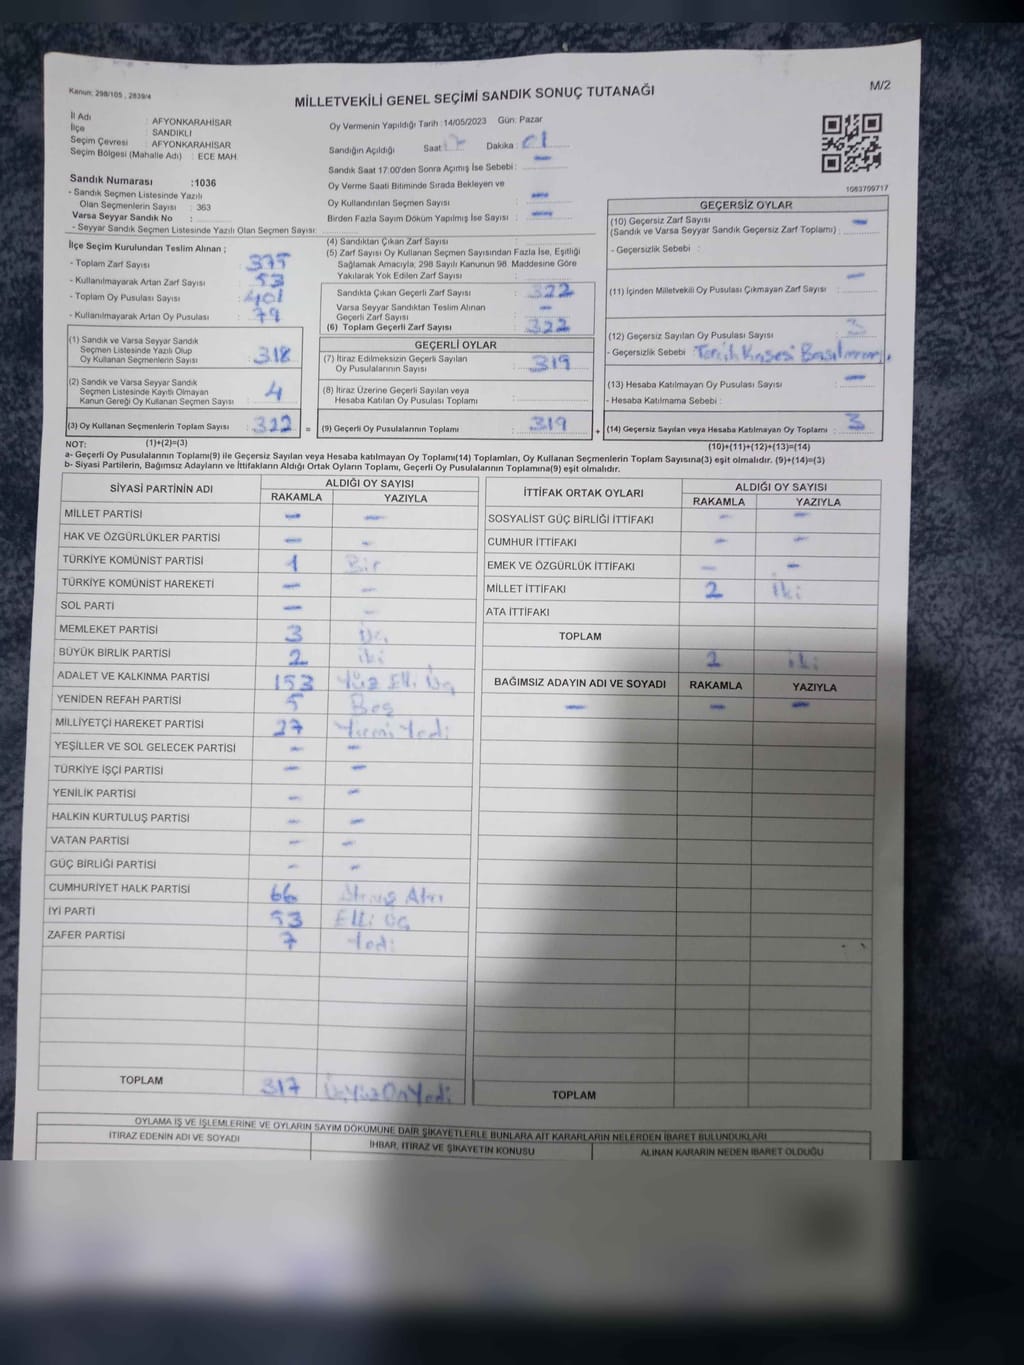 Kanun: 298/105 , 2839/4
MİLLETVEKİLİ GENEL SEÇİMİ SANDIK SONUÇ TUTANAĞI
M/2
İl Adı : AFYONKARAHİSAR
İlçe : SANDIKLI
Seçim Çevresi : AFYONKARAHİSAR
Seçim Bölgesi (Mahalle Adı) : ECE MAH.
Sandık Numarası :1036
- Sandık Seçmen Listesinde Yazılı
Olan Seçmenlerin Sayısı : 363
Varsa Seyyar Sandık No :
- Seyyar Sandık Seçmen Listesinde Yazılı Olan Seçmen Sayısı:
Oy Vermenin Yapıldığı Tarih :14/05/2023 Gün: Pazar
Sandığın Açıldığı Saat : 17 Dakika : 01
Sandık Saat 17:00'den Sonra Açımış İse Sebebi : -
Oy Verme Saati Bitiminde Sırada Bekleyen ve
Oy Kullandırılan Seçmen Sayısı : -
Birden Fazla Sayım Döküm Yapılmış İse Sayısı : -
1083799717
İlçe Seçim Kurulundan Teslim Alınan ;
- Toplam Zarf Sayısı : 375
- Kullanılmayarak Artan Zarf Sayısı : 53
- Toplam Oy Pusulası Sayısı : 401
- Kullanılmayarak Artan Oy Pusulası : 79
(1) Sandık ve Varsa Seyyar Sandık
Seçmen Listesinde Yazılı Olup
Oy Kullanan Seçmenlerin Sayısı : 318
(2) Sandık ve Varsa Seyyar Sandık
Seçmen Listesinde Kayıtlı Olmayan
Kanun Gereği Oy Kullanan Seçmen Sayısı : 4
(3) Oy Kullanan Seçmenlerin Toplam Sayısı : 322 =
(4) Sandıktan Çıkan Zarf Sayısı :
(5) Zarf Sayısı Oy Kullanan Seçmen Sayısından Fazla İse, Eşitliği
Sağlamak Amacıyla; 298 Sayılı Kanunun 98. Maddesine Göre
Yakılarak Yok Edilen Zarf Sayısı :
Sandıkta Çıkan Geçerli Zarf Sayısı : 322
Varsa Seyyar Sandıktan Teslim Alınan
Geçerli Zarf Sayısı : -
(6) Toplam Geçerli Zarf Sayısı : 322
GEÇERLİ OYLAR
(7) İtiraz Edilmeksizin Geçerli Sayılan
Oy Pusulalarının Sayısı : 319
(8) İtiraz Üzerine Geçerli Sayılan veya
Hesaba Katılan Oy Pusulası Toplamı :
(9) Geçerli Oy Pusulalarının Toplamı : 319 +
GEÇERSİZ OYLAR
(10) Geçersiz Zarf Sayısı
(Sandık ve Varsa Seyyar Sandık Geçersiz Zarf Toplamı) : -
- Geçersizlik Sebebi :
(11) İçinden Milletvekili Oy Pusulası Çıkmayan Zarf Sayısı : -
(12) Geçersiz Sayılan Oy Pusulası Sayısı : 3
- Geçersizlik Sebebi
(13) Hesaba Katılmayan Oy Pusulası Sayısı : -
- Hesaba Katılmama Sebebi :
(14) Geçersiz Sayılan veya Hesaba Katılmayan Oy Pusulası Toplamı : 3
NOT: (1)+(2)=(3)
(10)+(11)+(12)+(13)=(14)
a- Geçerli Oy Pusulalarının Toplamı(9) ile Geçersiz Sayılan veya Hesaba katılmayan Oy Pusulası Toplamı(14) Toplamları, Oy Kullanan Seçmenlerin Toplam Sayısına(3) eşit olmalıdır. (9)+(14)=(3)
b- Siyasi Partilerin, Bağımsız Adayların ve İttifakların Aldığı Ortak Oyların Toplamı, Geçerli Oy Pusulalarının Toplamına(9) eşit olmalıdır.
SİYASİ PARTİNİN ADI
ALDIĞI OY SAYISI
RAKAMLA YAZIYLA
MİLLET PARTİSİ - -
HAK VE ÖZGÜRLÜKLER PARTİSİ - -
TÜRKİYE KOMÜNİST PARTİSİ 1 Bir
TÜRKİYE KOMÜNİST HAREKETİ - -
SOL PARTİ - -
MEMLEKET PARTİSİ 3 Üç
BÜYÜK BİRLİK PARTİSİ 2 iki
ADALET VE KALKINMA PARTİSİ 153 Yüz Elli Üç
YENİDEN REFAH PARTİSİ 5 Beş
MİLLİYETÇİ HAREKET PARTİSİ 27 Yirmi Yedi
YEŞİLLER VE SOL GELECEK PARTİSİ - -
TÜRKİYE İŞÇİ PARTİSİ - -
YENİLİK PARTİSİ - -
HALKIN KURTULUŞ PARTİSİ - -
VATAN PARTİSİ - -
GÜÇ BİRLİĞİ PARTİSİ - -
CUMHURİYET HALK PARTİSİ 66 Altmış Altı
İYİ PARTİ 53 Elli Üç
ZAFER PARTİSİ 7 Yedi
TOPLAM 317 ÜçYüzOnYedi
İTTİFAK ORTAK OYLARI
ALDIĞI OY SAYISI
RAKAMLA YAZIYLA
SOSYALİST GÜÇ BİRLİĞİ İTTİFAKI - -
CUMHUR İTTİFAKI - -
EMEK VE ÖZGÜRLÜK İTTİFAKI - -
MİLLET İTTİFAKI 2 İki
ATA İTTİFAKI
TOPLAM
2 İki
BAĞIMSIZ ADAYIN ADI VE SOYADI RAKAMLA YAZIYLA
- - -
TOPLAM
OYLAMA İŞ VE İŞLEMLERİNE VE OYLARIN SAYIM DÖKÜMÜNE DAİR ŞİKAYETLERLE BUNLARA AİT KARARLARIN NELERDEN İBARET BULUNDUKLARI
İTİRAZ EDENİN ADI VE SOYADI
İHBAR, İTİRAZ VE ŞİKAYETİN KONUSU
ALINAN KARARIN NEDEN İBARET OLDUĞU